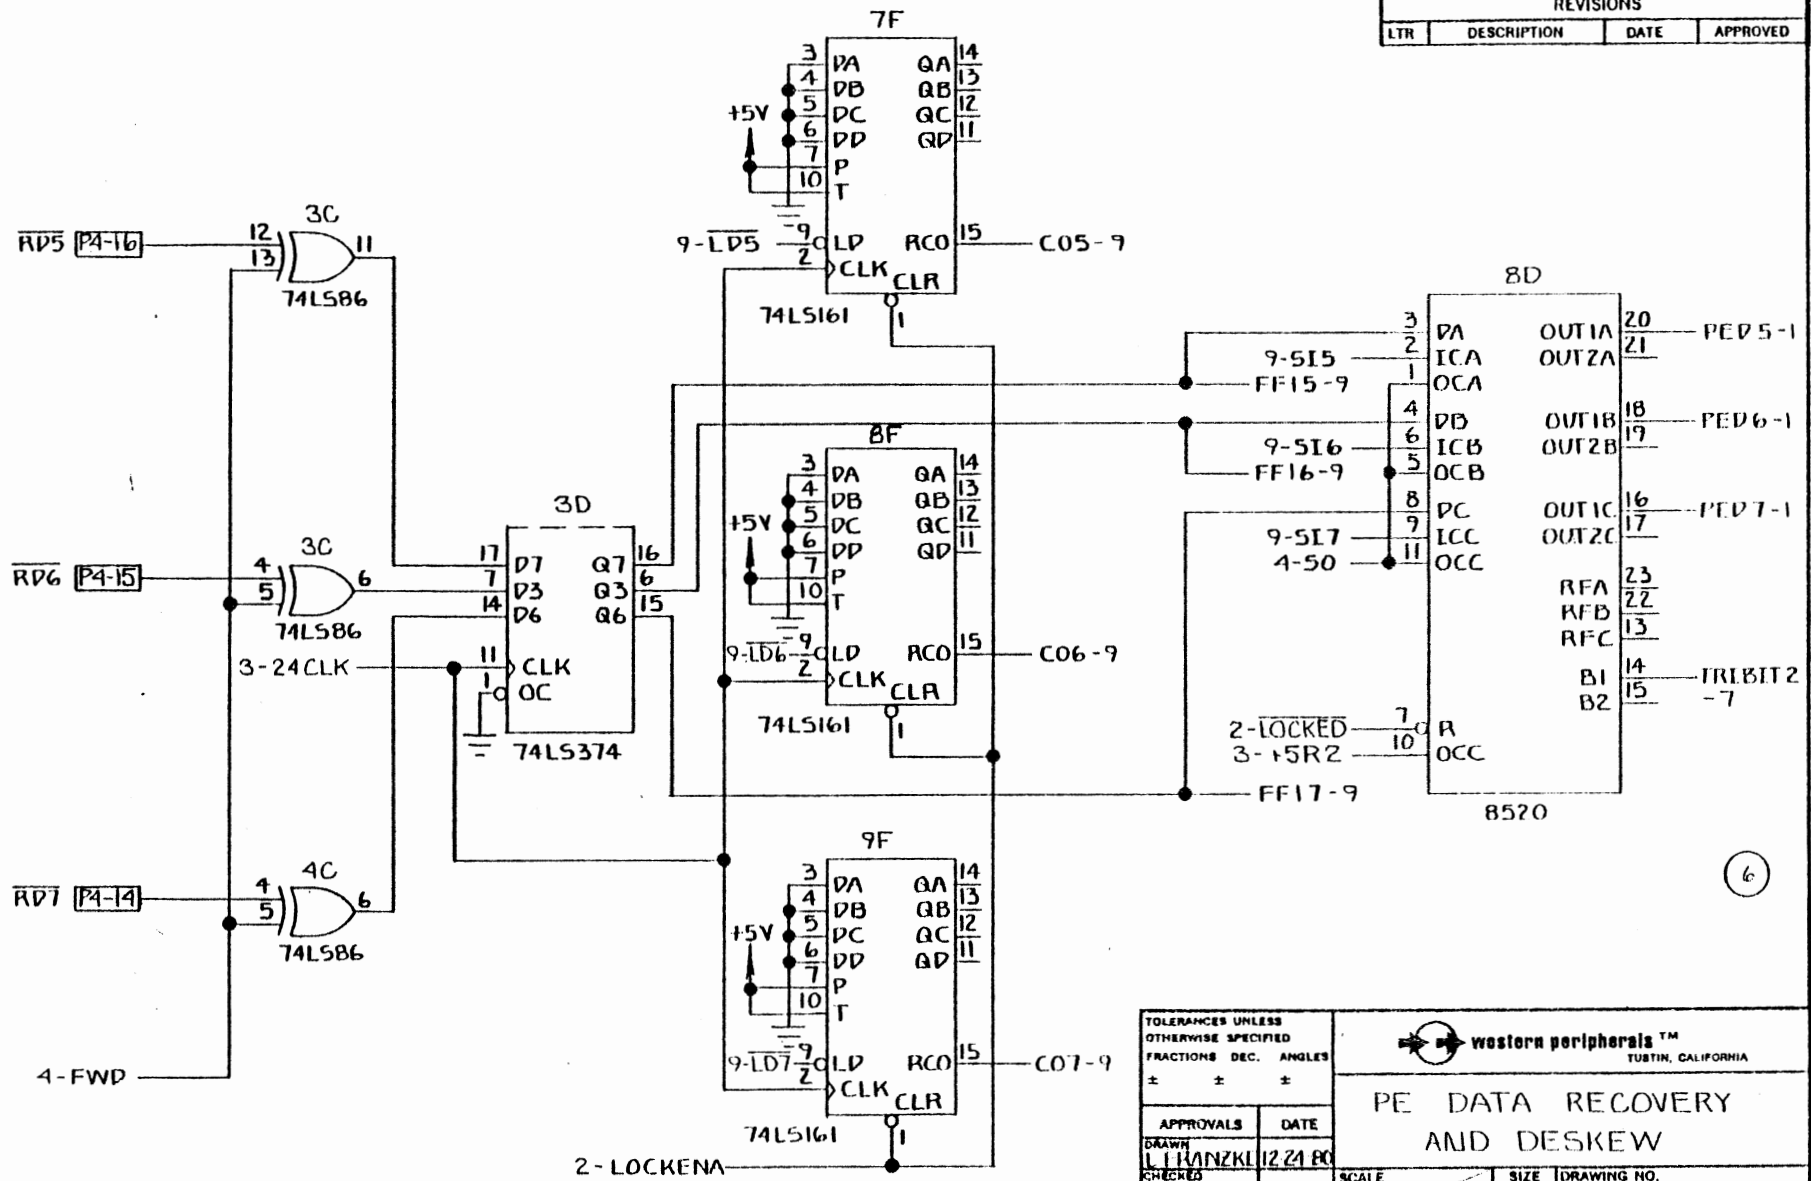 REVISIONS
LTR DESCRIPTION DATE APPROVED
7F
3 DA QA 14
4 DB QB 13
5 DC QC 12
6 DD QD 11
+5V
7 P
10 T
9-LD5 9 LD RCO 15 CO5-9
2 CLK
CLR
74LS161 1
3C
RD5 P4-16 12 11
13
74LS86
3C
RD6 P4-15 4 6
5
74LS86
4C
RD7 P4-14 4 6
5
74LS86
4-FWD
3D
17 D7 Q7 16
7 D3 Q3 6
14 D6 Q6 15
3-24CLK 11 CLK
1 OC
74LS374
8F
3 DA QA 14
4 DB QB 13
5 DC QC 12
6 DD QD 11
+5V
7 P
10 T
9-LD6 9 LD RCO 15 CO6-9
2 CLK
CLR
74LS161 1
9F
3 DA QA 14
4 DB QB 13
5 DC QC 12
6 DD QD 11
+5V
7 P
10 T
9-LD7 9 LD RCO 15 CO7-9
2 CLK
CLR
74LS161 1
2-LOCKENA
8D
3 DA OUT1A 20 PED5-1
9-SI5 2 ICA OUT2A 21
FF15-9 1 OCA
4 DB OUT1B 18 PED6-1
9-SI6 6 ICB OUT2B 19
FF16-9 5 OCB
8 DC OUT1C 16 PED7-1
9-SI7 9 ICC OUT2C 17
4-50 11 OCC
RFA 23
RFB 22
RFC 13
B1 14 TRIBIT2
B2 15 -7
2-LOCKED 7 R
3-+5R2 10 OCC
FF17-9
8520
6
TOLERANCES UNLESS
OTHERWISE SPECIFIED
FRACTIONS DEC. ANGLES
± ± ±
western peripherals TM
TUSTIN, CALIFORNIA
PE DATA RECOVERY
AND DESKEW
APPROVALS DATE
DRAWN
12-24-80
CHECKED
SCALE SIZE DRAWING NO.